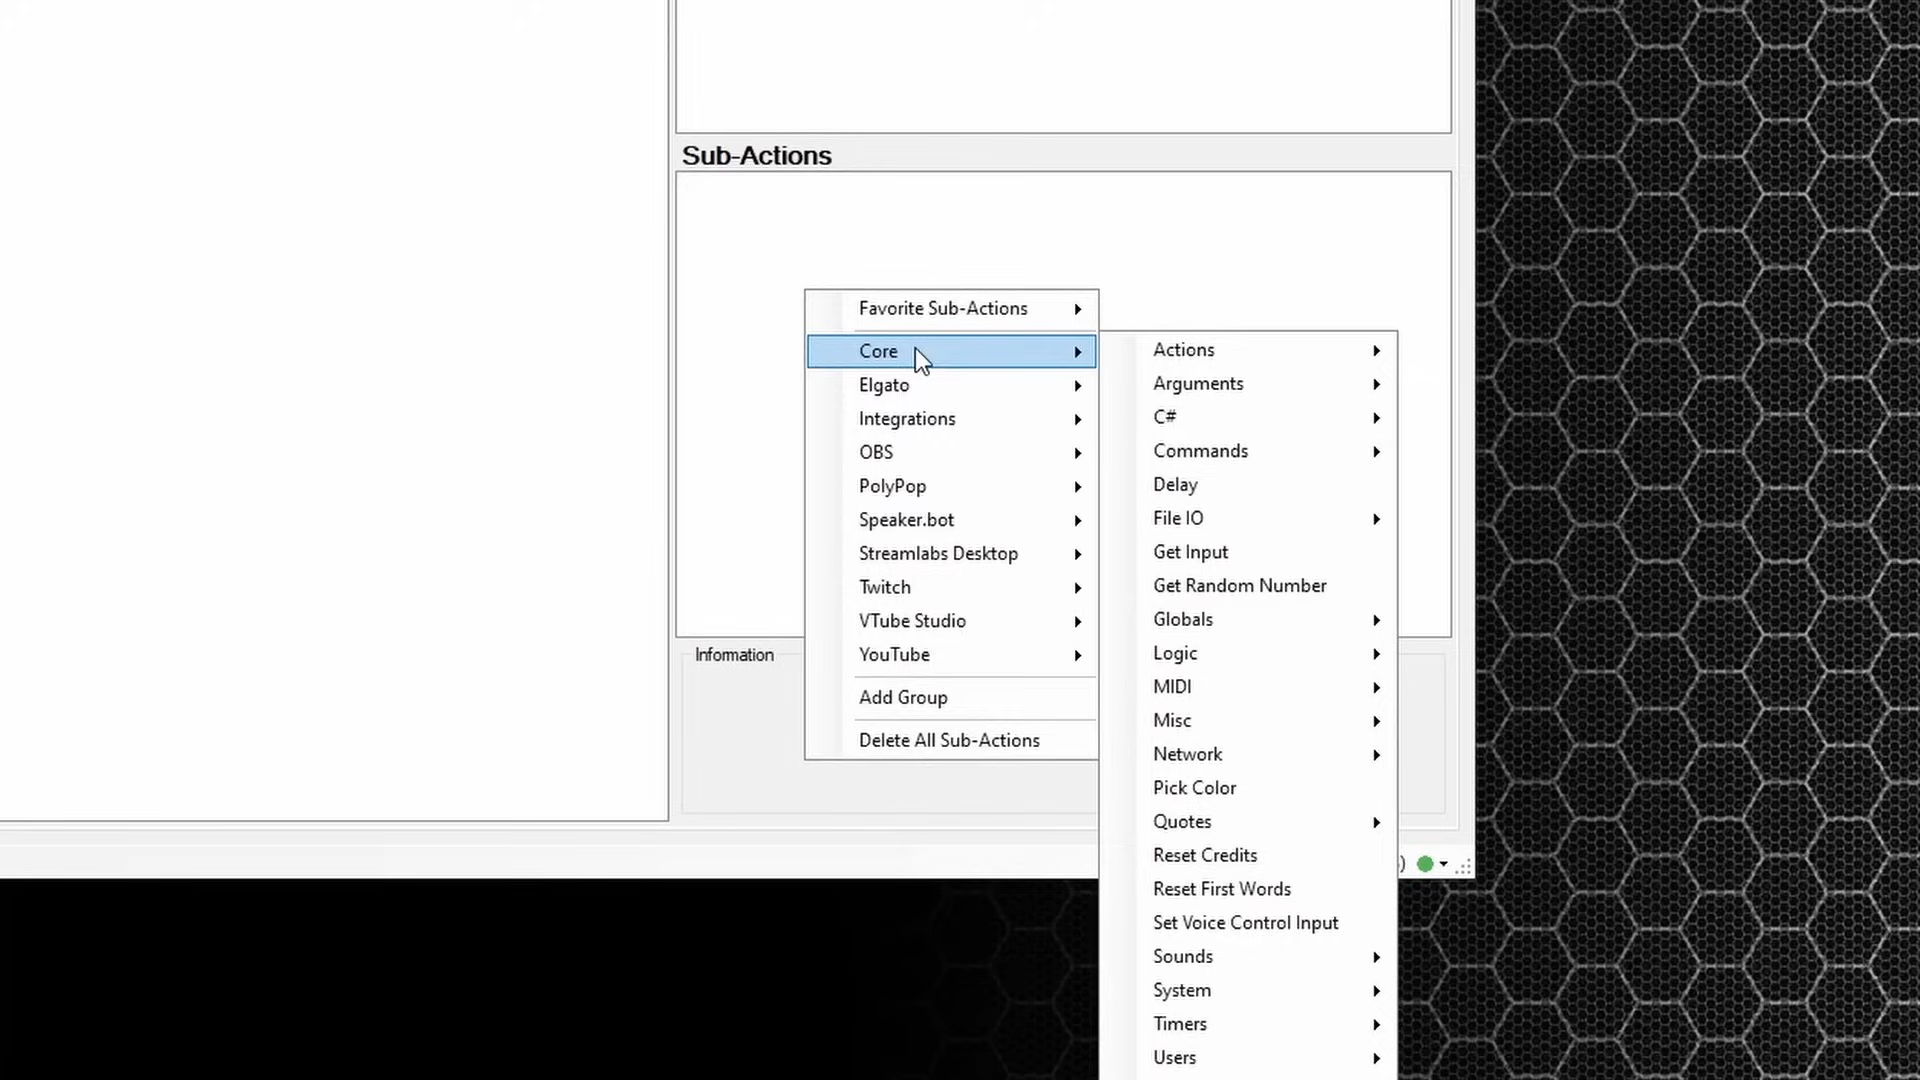 Sub-Actions
Favorite Sub-Actions
Core
Elgato
Integrations
OBS
PolyPop
Speaker.bot
Streamlabs Desktop
Twitch
VTube Studio
YouTube
Add Group
Delete All Sub-Actions
Actions
Arguments
C#
Commands
Delay
File IO
Get Input
Get Random Number
Globals
Logic
MIDI
Misc
Network
Pick Color
Quotes
Reset Credits
Reset First Words
Set Voice Control Input
Sounds
System
Timers
Users
Information
)